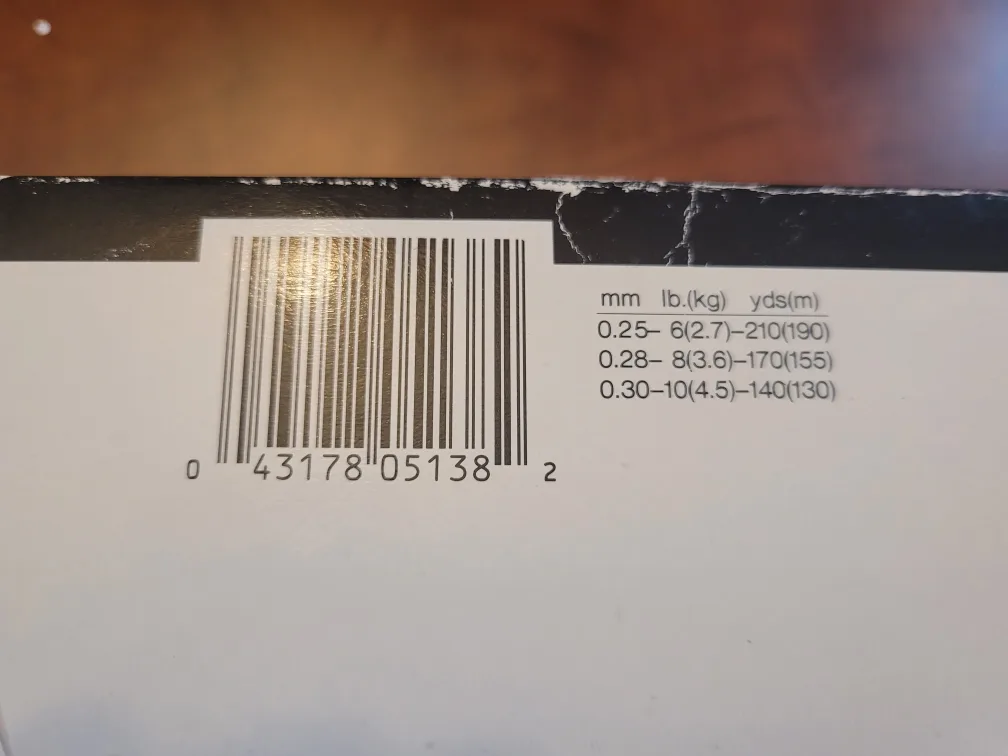 0 43178 05138 2
mm lb.(kg) yds(m)
0.25– 6(2.7)–210(190)
0.28– 8(3.6)–170(155)
0.30–10(4.5)–140(130)